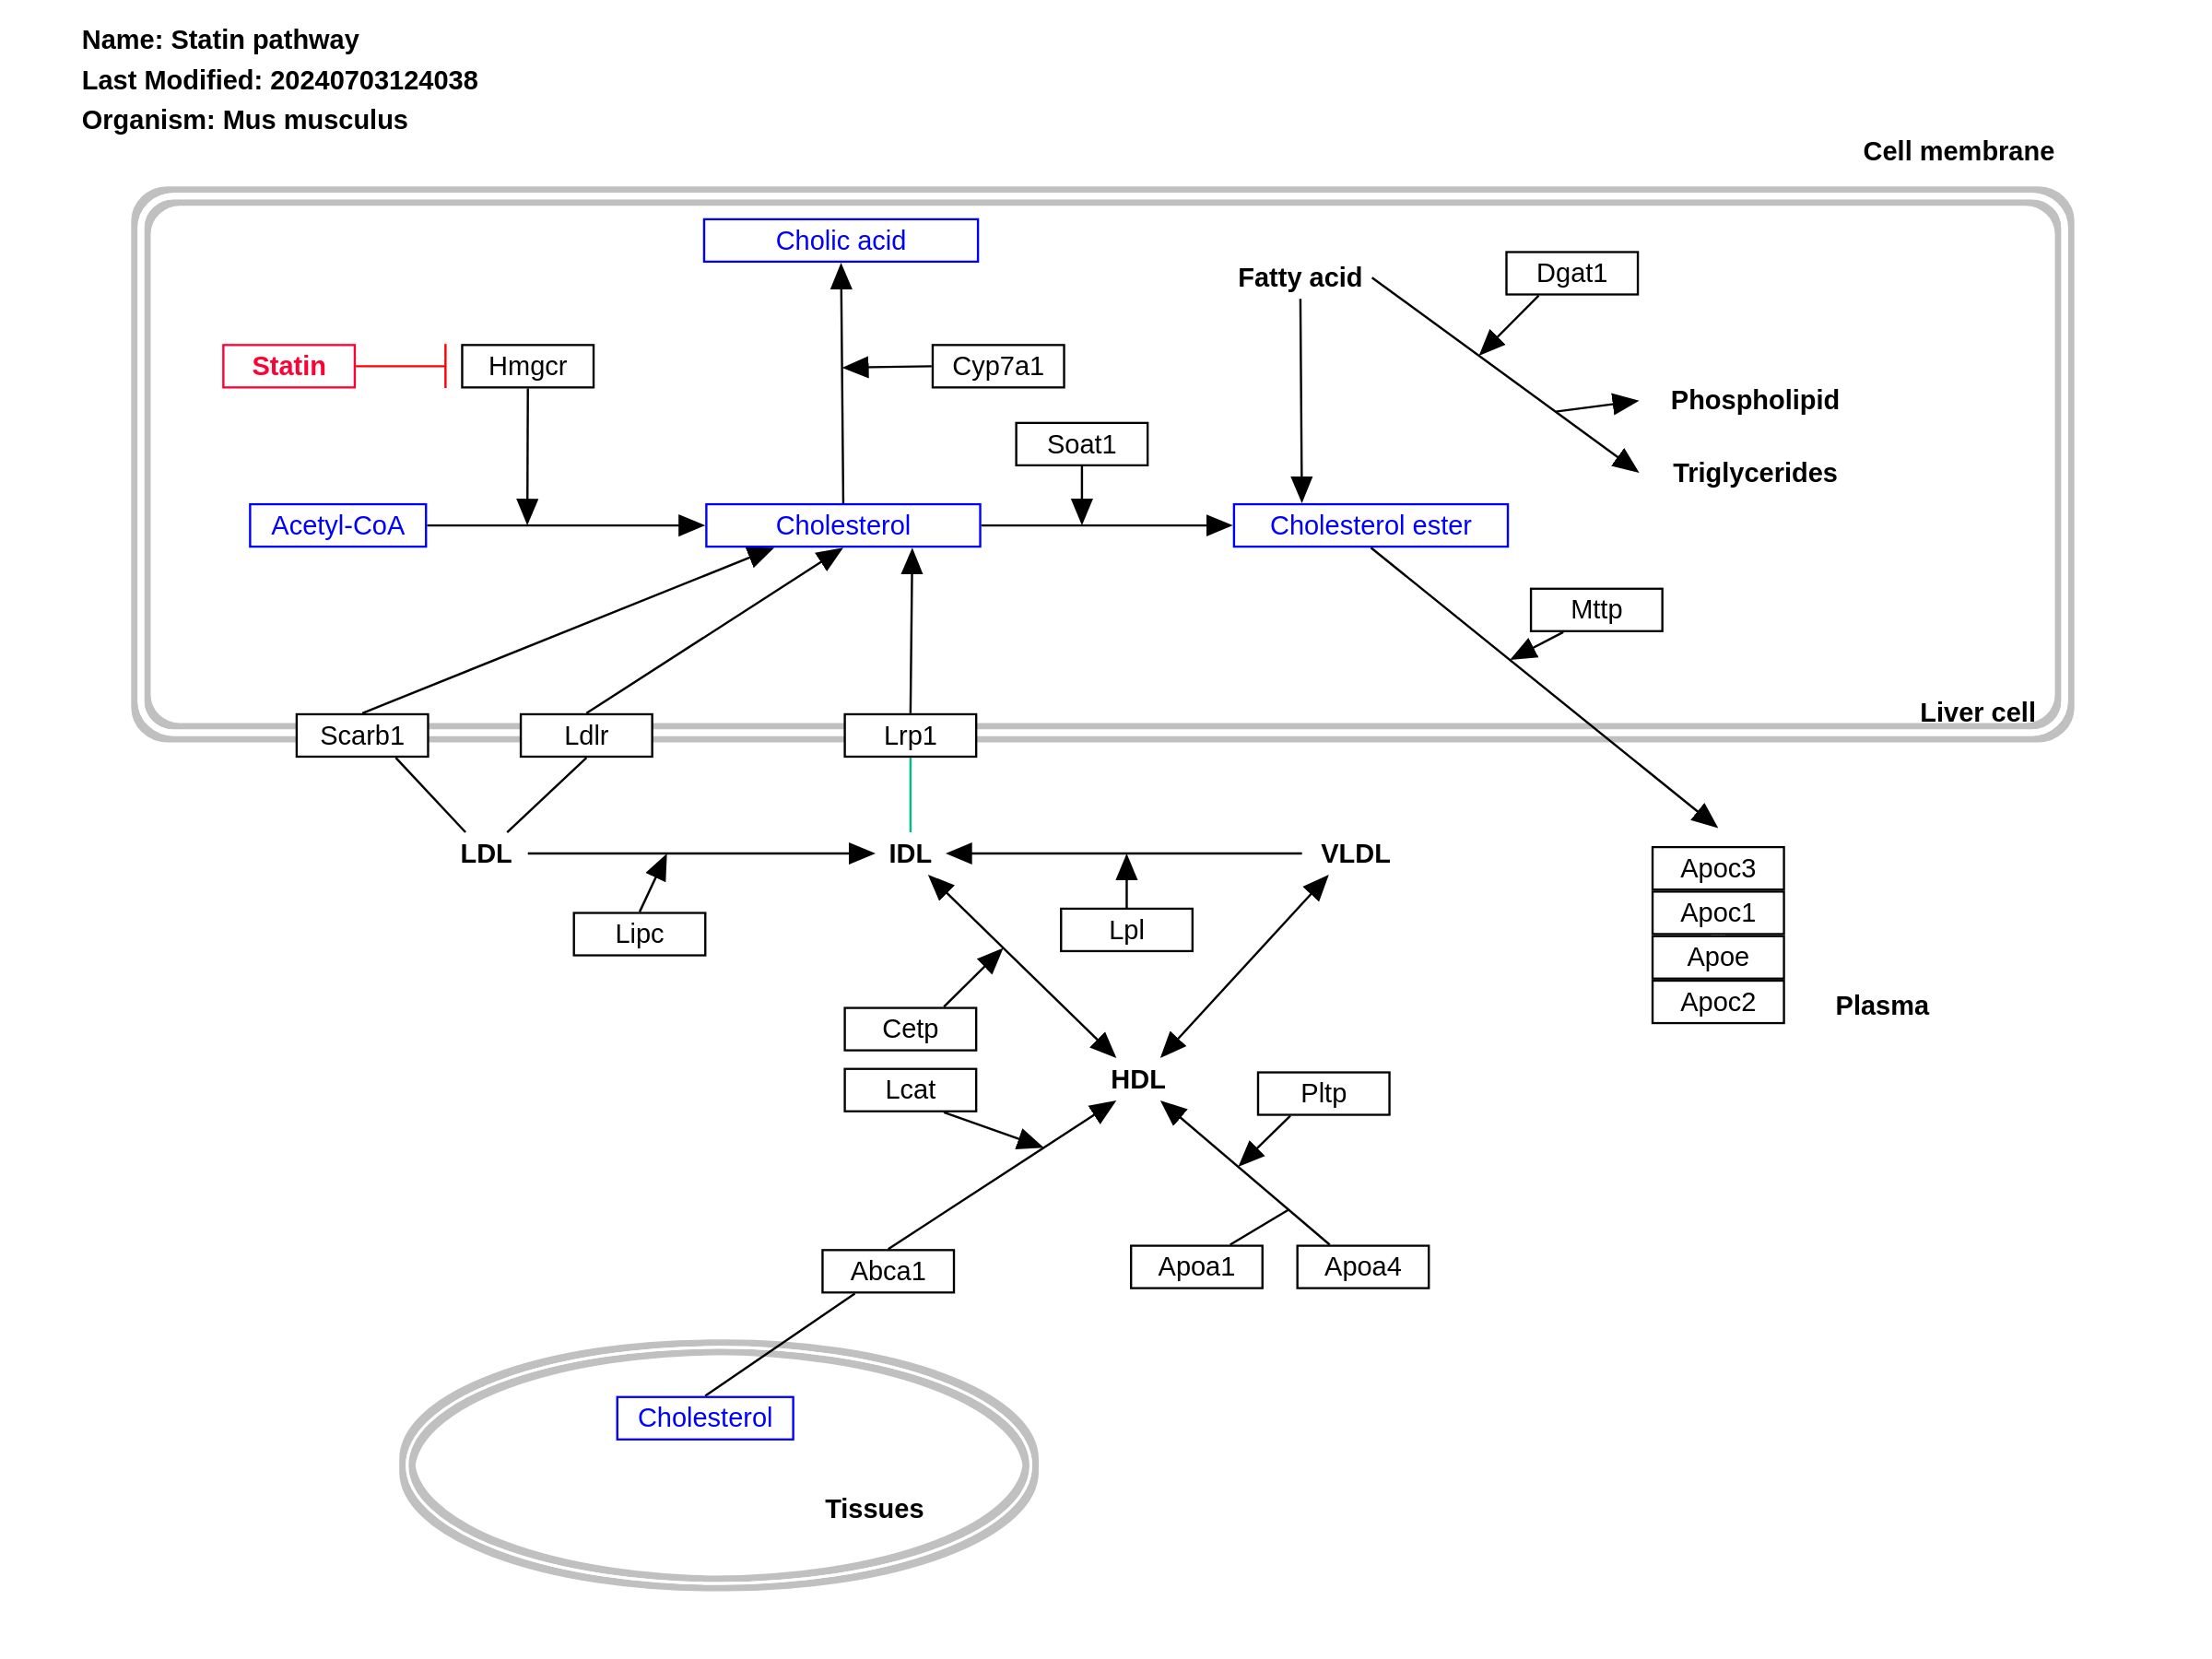 Name: Statin pathway
Last Modified: 20240703124038
Organism: Mus musculus
Cell membrane
Cholic acid
Fatty acid
Dgat1
Statin
Hmgcr
Cyp7a1
Phospholipid
Soat1
Triglycerides
Acetyl-CoA
Cholesterol
Cholesterol ester
Mttp
Liver cell
Scarb1
Ldlr
Lrp1
LDL
IDL
VLDL
Apoc3
Apoc1
Apoe
Apoc2
Lipc
Lpl
Plasma
Cetp
HDL
Lcat
Pltp
Abca1
Apoa1
Apoa4
Cholesterol
Tissues